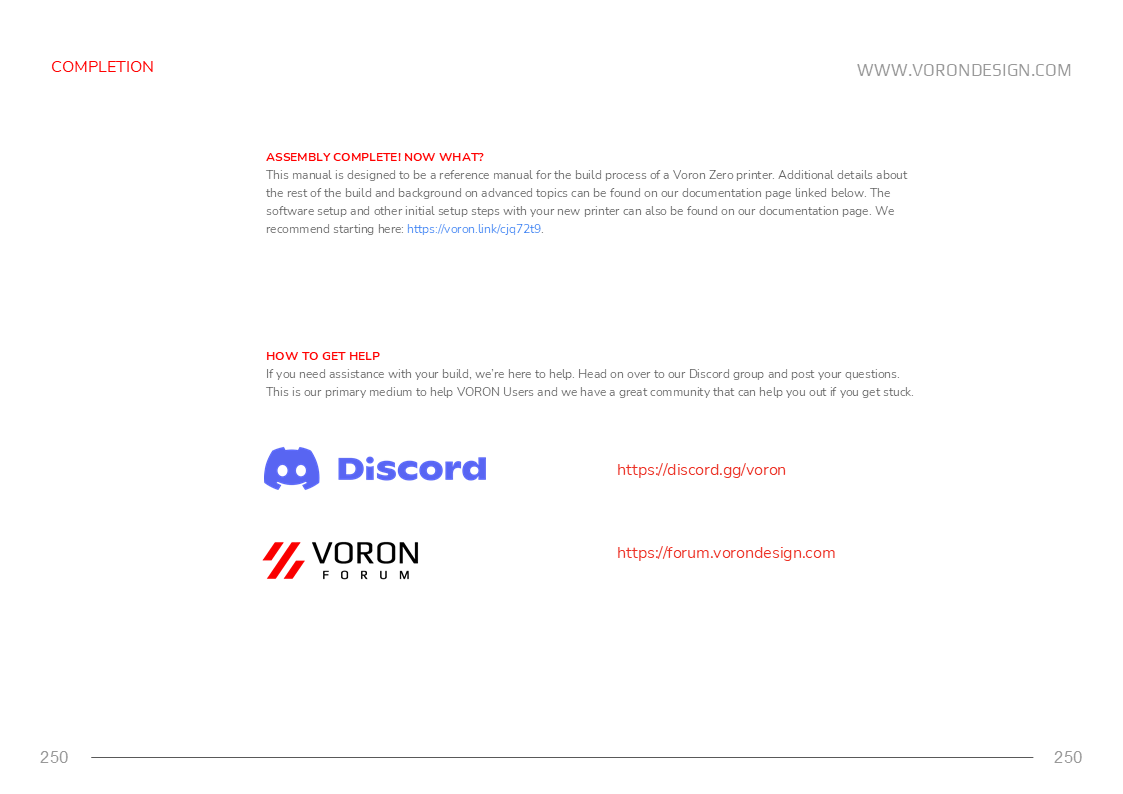 COMPLETION
WWW.VORONDESIGN.COM
ASSEMBLY COMPLETE! NOW WHAT?
This manual is designed to be a reference manual for the build process of a Voron Zero printer. Additional details about
the rest of the build and background on advanced topics can be found on our documentation page linked below. The
software setup and other initial setup steps with your new printer can also be found on our documentation page. We
recommend starting here: https://voron.link/cjq72t9.
HOW TO GET HELP
If you need assistance with your build, we're here to help. Head on over to our Discord group and post your questions.
This is our primary medium to help VORON Users and we have a great community that can help you out if you get stuck.
Discord
https://discord.gg/voron
VORON
FORUM
https://forum.vorondesign.com
250
250